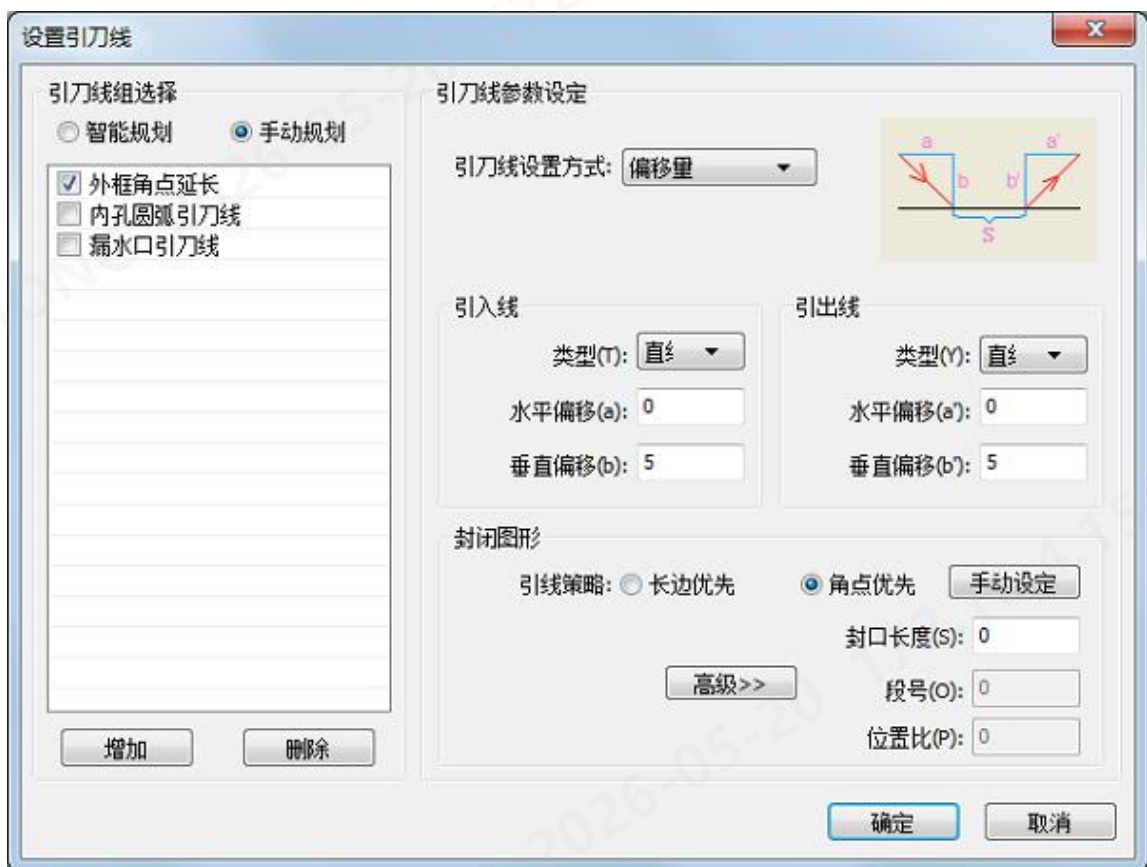 设置引刀线
引刀线组选择
智能规划 手动规划
外框角点延长
内孔圆弧引刀线
漏水口引刀线
增加 删除
引刀线参数设定
引刀线设置方式: 偏移量
a a'
b b'
S
引入线
类型(T): 直
水平偏移(a): 0
垂直偏移(b): 5
引出线
类型(Y): 直
水平偏移(a'): 0
垂直偏移(b'): 5
封闭图形
引线策略: 长边优先 角点优先 手动设定
封口长度(S): 0
高级>> 段号(O): 0
位置比(P): 0
确定 取消
2026-05-20